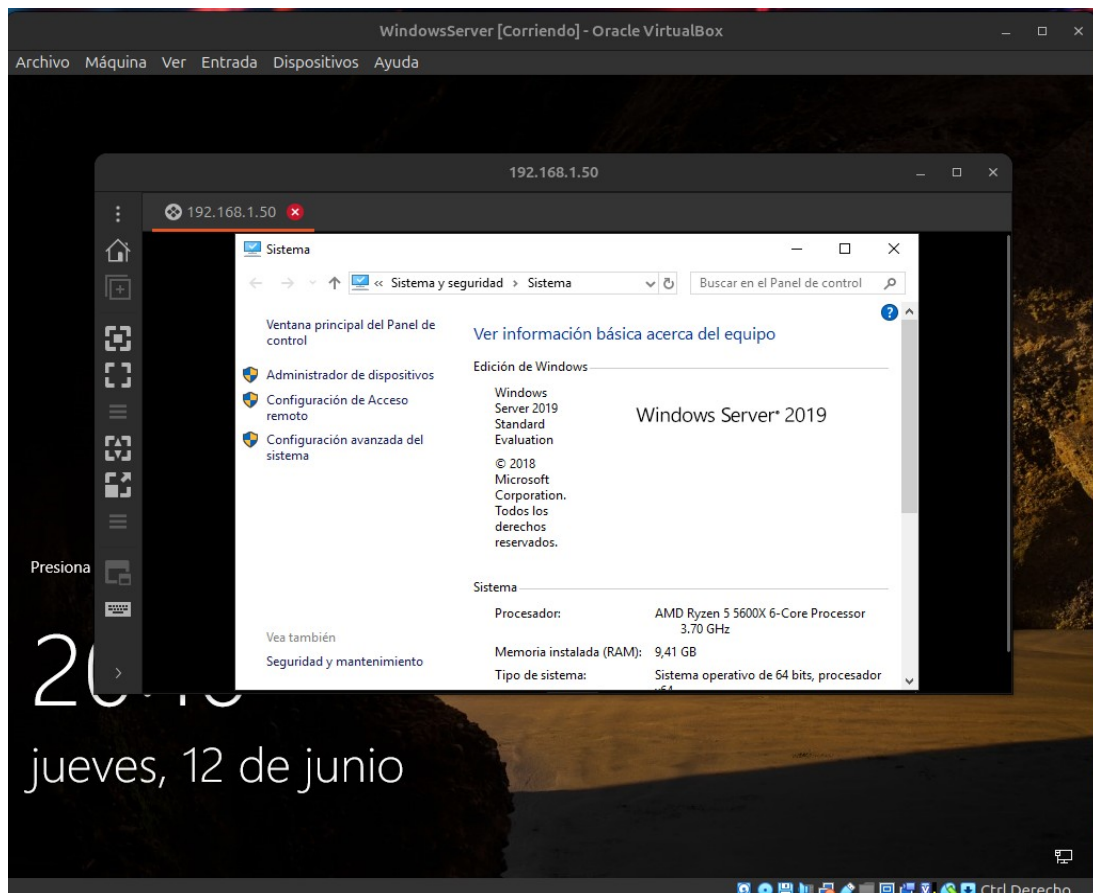 WindowsServer [Corriendo] - Oracle VirtualBox
Archivo Máquina Ver Entrada Dispositivos Ayuda
192.168.1.50
192.168.1.50
Sistema
« Sistema y seguridad > Sistema
Buscar en el Panel de control
Ventana principal del Panel de
control
Administrador de dispositivos
Configuración de Acceso
remoto
Configuración avanzada del
sistema
Vea también
Seguridad y mantenimiento
Ver información básica acerca del equipo
Edición de Windows
Windows
Server 2019
Standard
Evaluation
© 2018
Microsoft
Corporation.
Todos los
derechos
reservados.
Windows Server® 2019
Sistema
Procesador: AMD Ryzen 5 5600X 6-Core Processor
3.70 GHz
Memoria instalada (RAM): 9,41 GB
Tipo de sistema: Sistema operativo de 64 bits, procesador
Presiona
jueves, 12 de junio
Ctrl Derecho